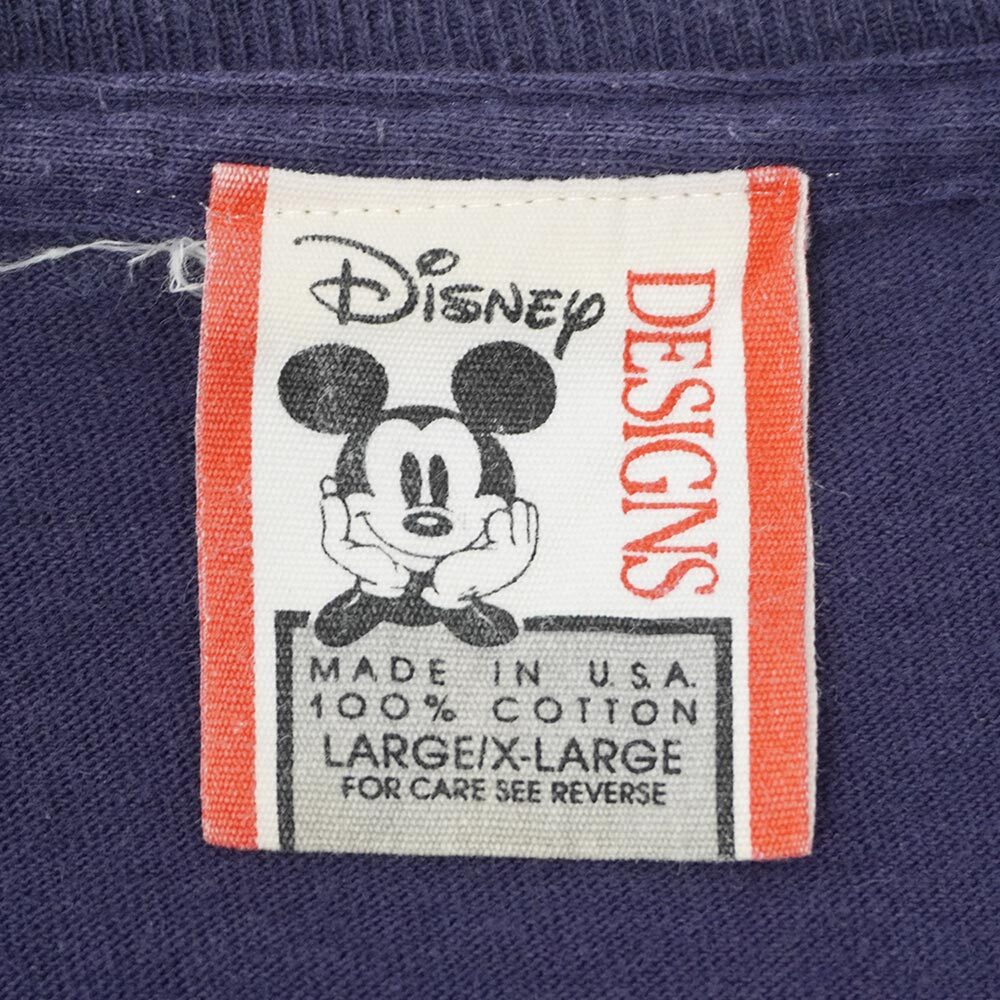 Disney
DESIGNS
MADE IN U.S.A.
100% COTTON
LARGE/X-LARGE
FOR CARE SEE REVERSE